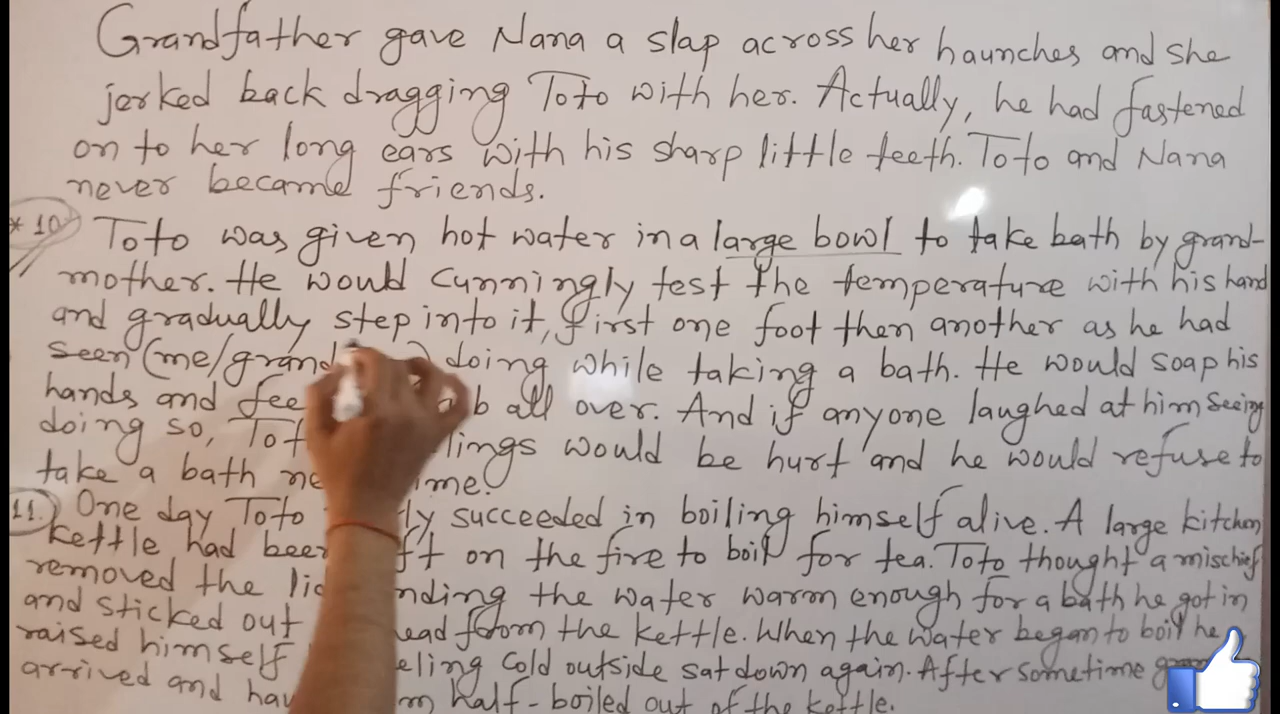 Grandfather gave Nana a slap across her haunches and she
jerked back dragging Toto with her. Actually, he had fastened
on to her long ears with his sharp little teeth. Toto and Nana
never became friends.
* 10. Toto was given hot water in a large bowl to take bath by grand-
mother. He would cunningly test the temperature with his hand
and gradually step into it, first one foot then another as he had
seen (me/grand ) doing while taking a bath. He would soap his
hands and fee b all over. And if anyone laughed at him seeing
doing so, Tot lings would be hurt and he would refuse to
take a bath ne ime.
11. One day Toto ly succeeded in boiling himself alive. A large kitchen
kettle had been ft on the fire to boil for tea. Toto thought a mischief
removed the li nding the water warm enough for a bath he got in
and sticked out ead from the kettle. When the water began to boil he
raised himself eling cold outside sat down again. After sometime
arrived and hau m half-boiled out of the kettle.